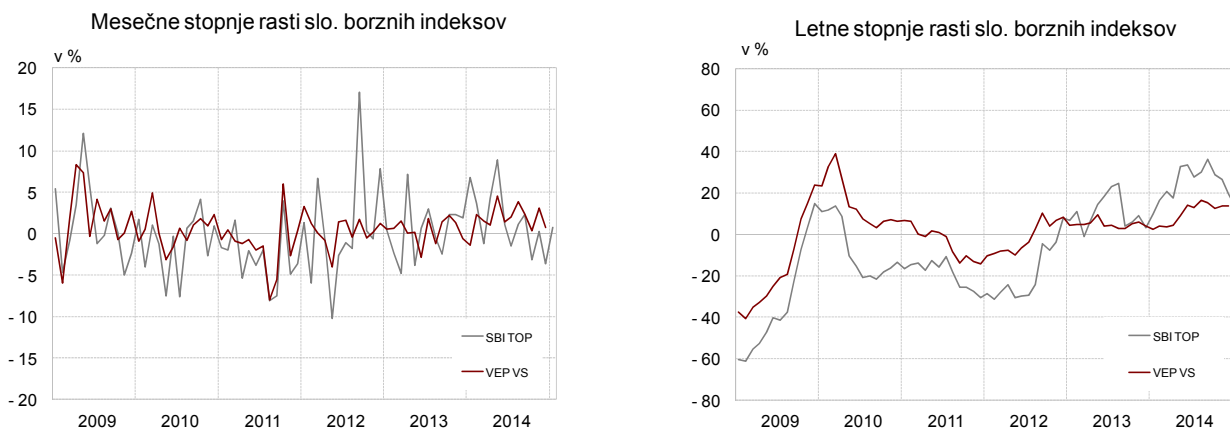 Mesečne stopnje rasti slo. borznih indeksov
v %
20
15
10
5
0
- 5
- 10
- 15
- 20
SBI TOP
VEP VS
2009 2010 2011 2012 2013 2014
Letne stopnje rasti slo. borznih indeksov
v %
80
60
40
20
0
- 20
- 40
- 60
- 80
SBI TOP
VEP VS
2009 2010 2011 2012 2013 2014